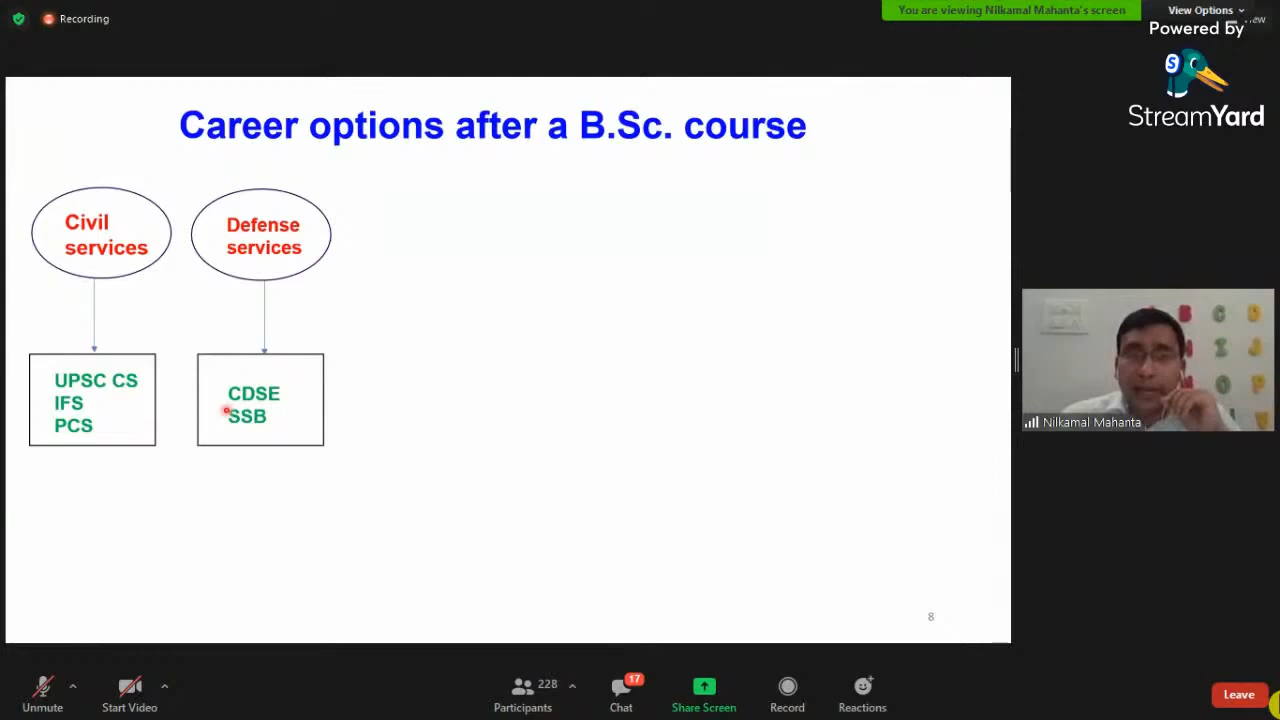 Recording
You are viewing Nilkamal Mahanta's screen
View Options
View
Powered by
S
StreamYard
Career options after a B.Sc. course
Civil
services
Defense
services
UPSC CS
IFS
PCS
CDSE
SSB
8
Nilkamal Mahanta
Unmute
Start Video
228
Participants
17
Chat
Share Screen
Record
Reactions
Leave